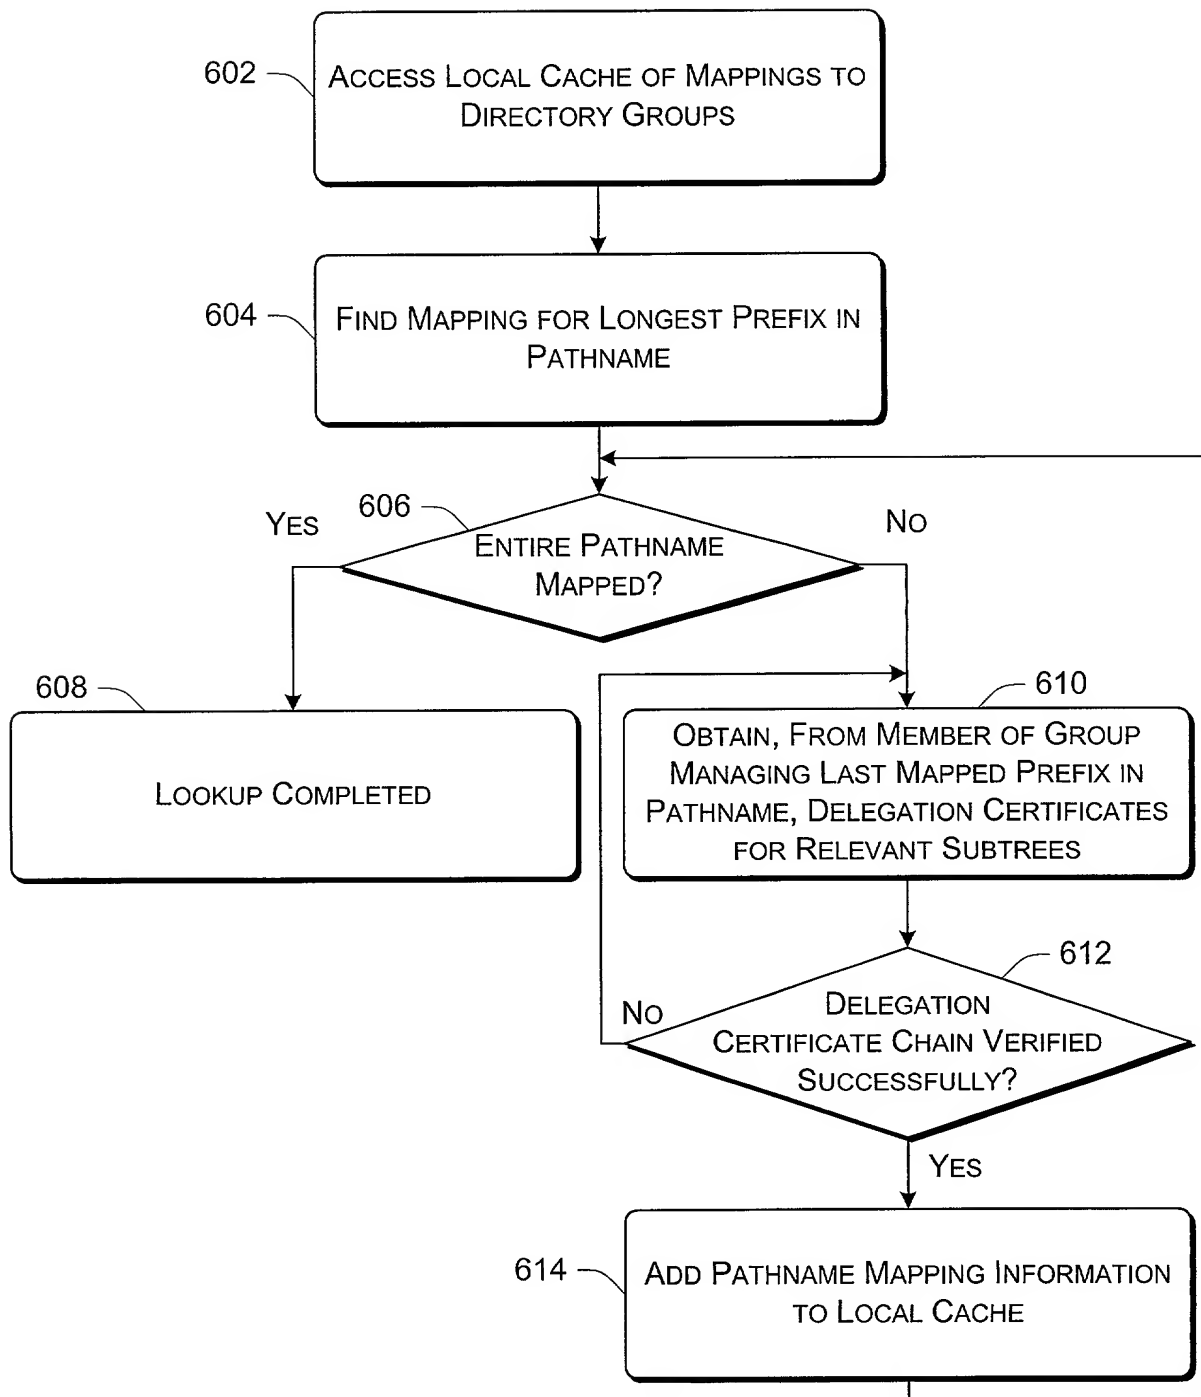 602
ACCESS LOCAL CACHE OF MAPPINGS TO
DIRECTORY GROUPS
604
FIND MAPPING FOR LONGEST PREFIX IN
PATHNAME
606
YES
NO
ENTIRE PATHNAME
MAPPED?
608
LOOKUP COMPLETED
610
OBTAIN, FROM MEMBER OF GROUP
MANAGING LAST MAPPED PREFIX IN
PATHNAME, DELEGATION CERTIFICATES
FOR RELEVANT SUBTREES
612
NO
DELEGATION
CERTIFICATE CHAIN VERIFIED
SUCCESSFULLY?
YES
614
ADD PATHNAME MAPPING INFORMATION
TO LOCAL CACHE